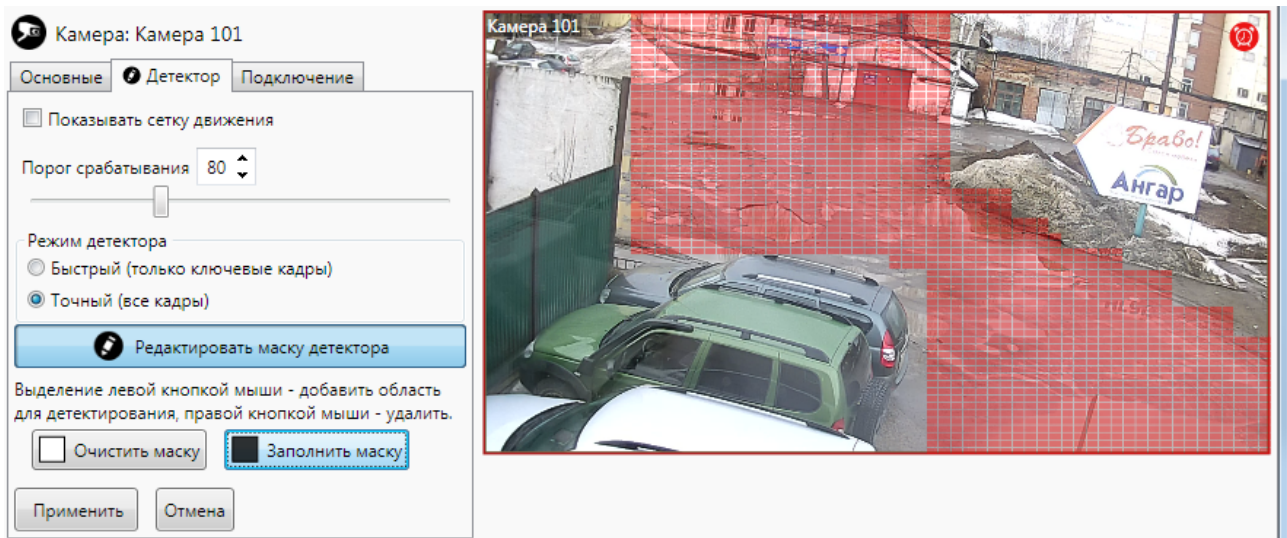 Камера: Камера 101
Основные
Детектор
Подключение
Показывать сетку движения
Порог срабатывания 80
Режим детектора
Быстрый (только ключевые кадры)
Точный (все кадры)
Редактировать маску детектора
Выделение левой кнопкой мыши - добавить область
для детектирования, правой кнопкой мыши - удалить.
Очистить маску
Заполнить маску
Применить
Отмена
Камера 101
Браво!
Ангар